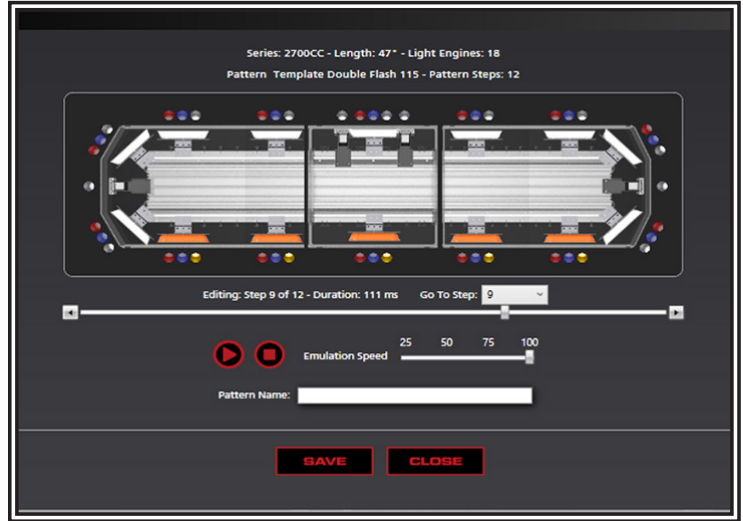 Series: 2700CC - Length: 47" - Light Engines: 18
Pattern Template Double Flash 115 - Pattern Steps: 12
Editing: Step 9 of 12 - Duration: 111 ms Go To Step: 9
25 50 75 100
Emulation Speed
Pattern Name:
SAVE CLOSE